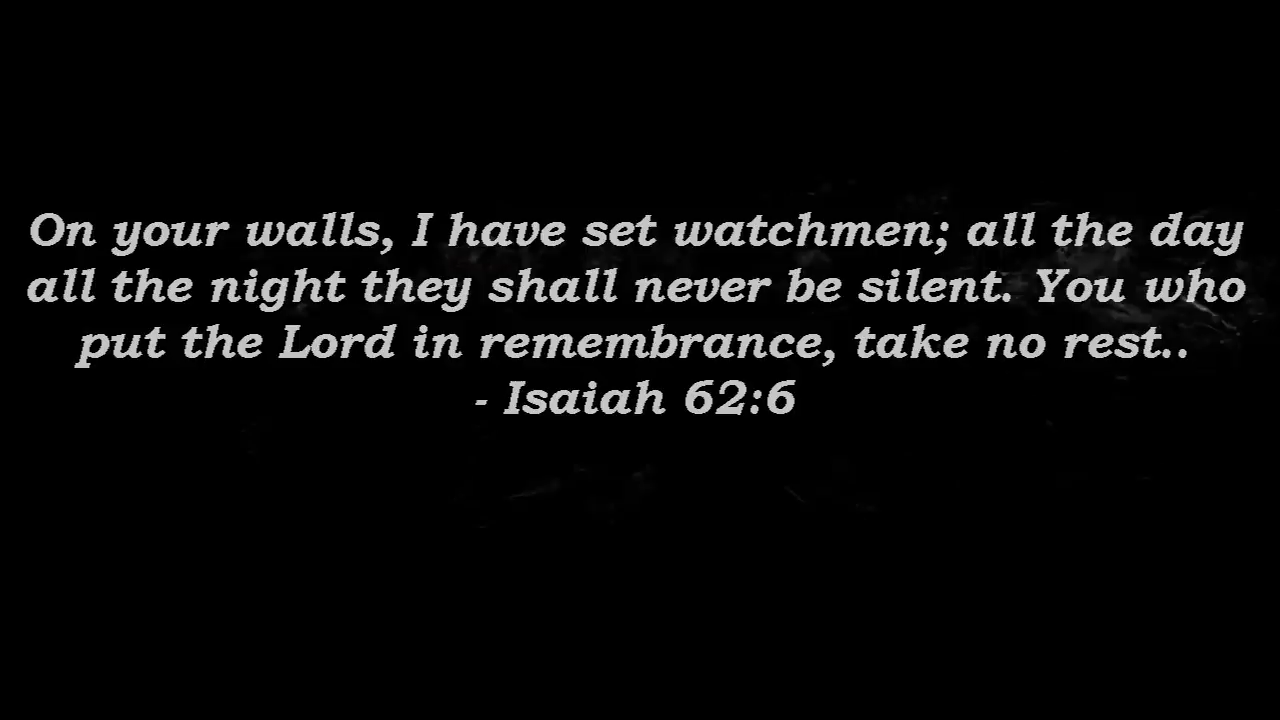 On your walls, I have set watchmen; all the day
all the night they shall never be silent. You who
put the Lord in remembrance, take no rest..
- Isaiah 62:6